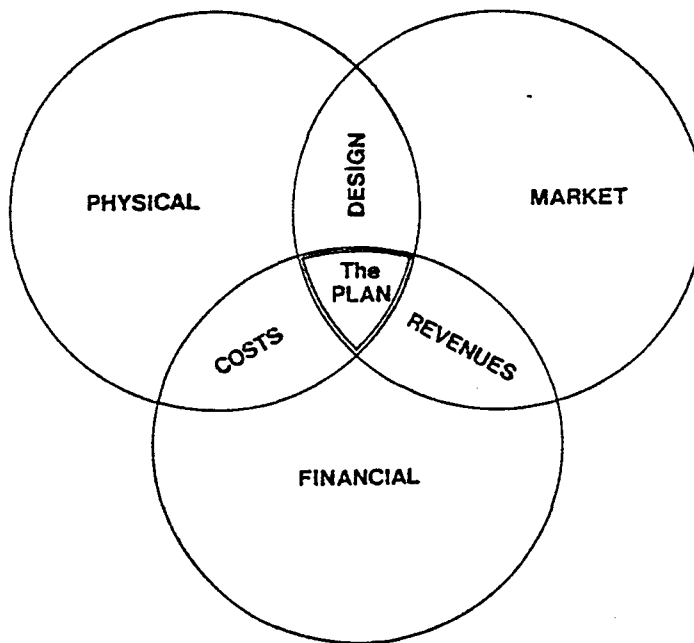 DESIGN
PHYSICAL
MARKET
The
PLAN
COSTS
REVENUES
FINANCIAL